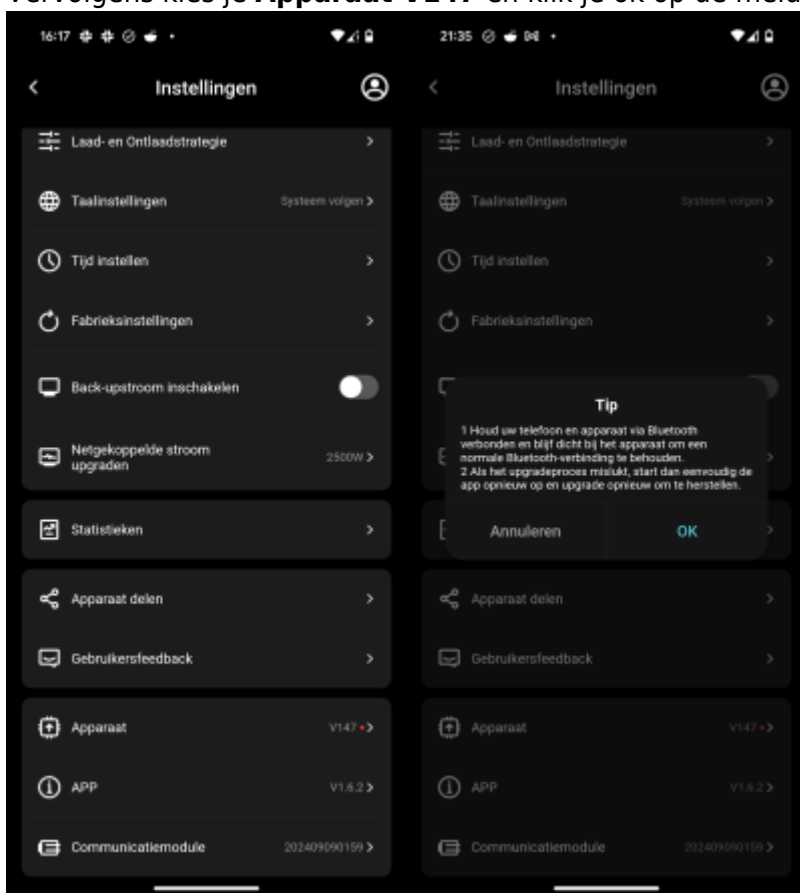 Vervolgens kies je Apparaat V147 en klik je ok op de
16:17
Instellingen
Laad- en Ontlaadstrategie
Taalinstellingen Systeem volgen
Tijd instellen
Fabrieksinstellingen
Back-upstroom inschakelen
Netgekoppelde stroom
upgraden 2500W
Statistieken
Apparaat delen
Gebruikersfeedback
Apparaat V147
APP V1.6.2
Communicatiemodule 202409090159
21:35
Instellingen
Laad- en Ontlaadstrategie
Taalinstellingen Systeem volgen
Tijd instellen
Fabrieksinstellingen
Tip
1 Houd uw telefoon en apparaat via Bluetooth
verbonden en blijf dicht bij het apparaat om een
normale Bluetooth-verbinding te behouden.
2 Als het upgradeproces mislukt, start dan eenvoudig de
app opnieuw op en upgrade opnieuw om te herstellen.
Annuleren OK
Apparaat delen
Gebruikersfeedback
Apparaat V147
APP V1.6.2
Communicatiemodule 202409090159